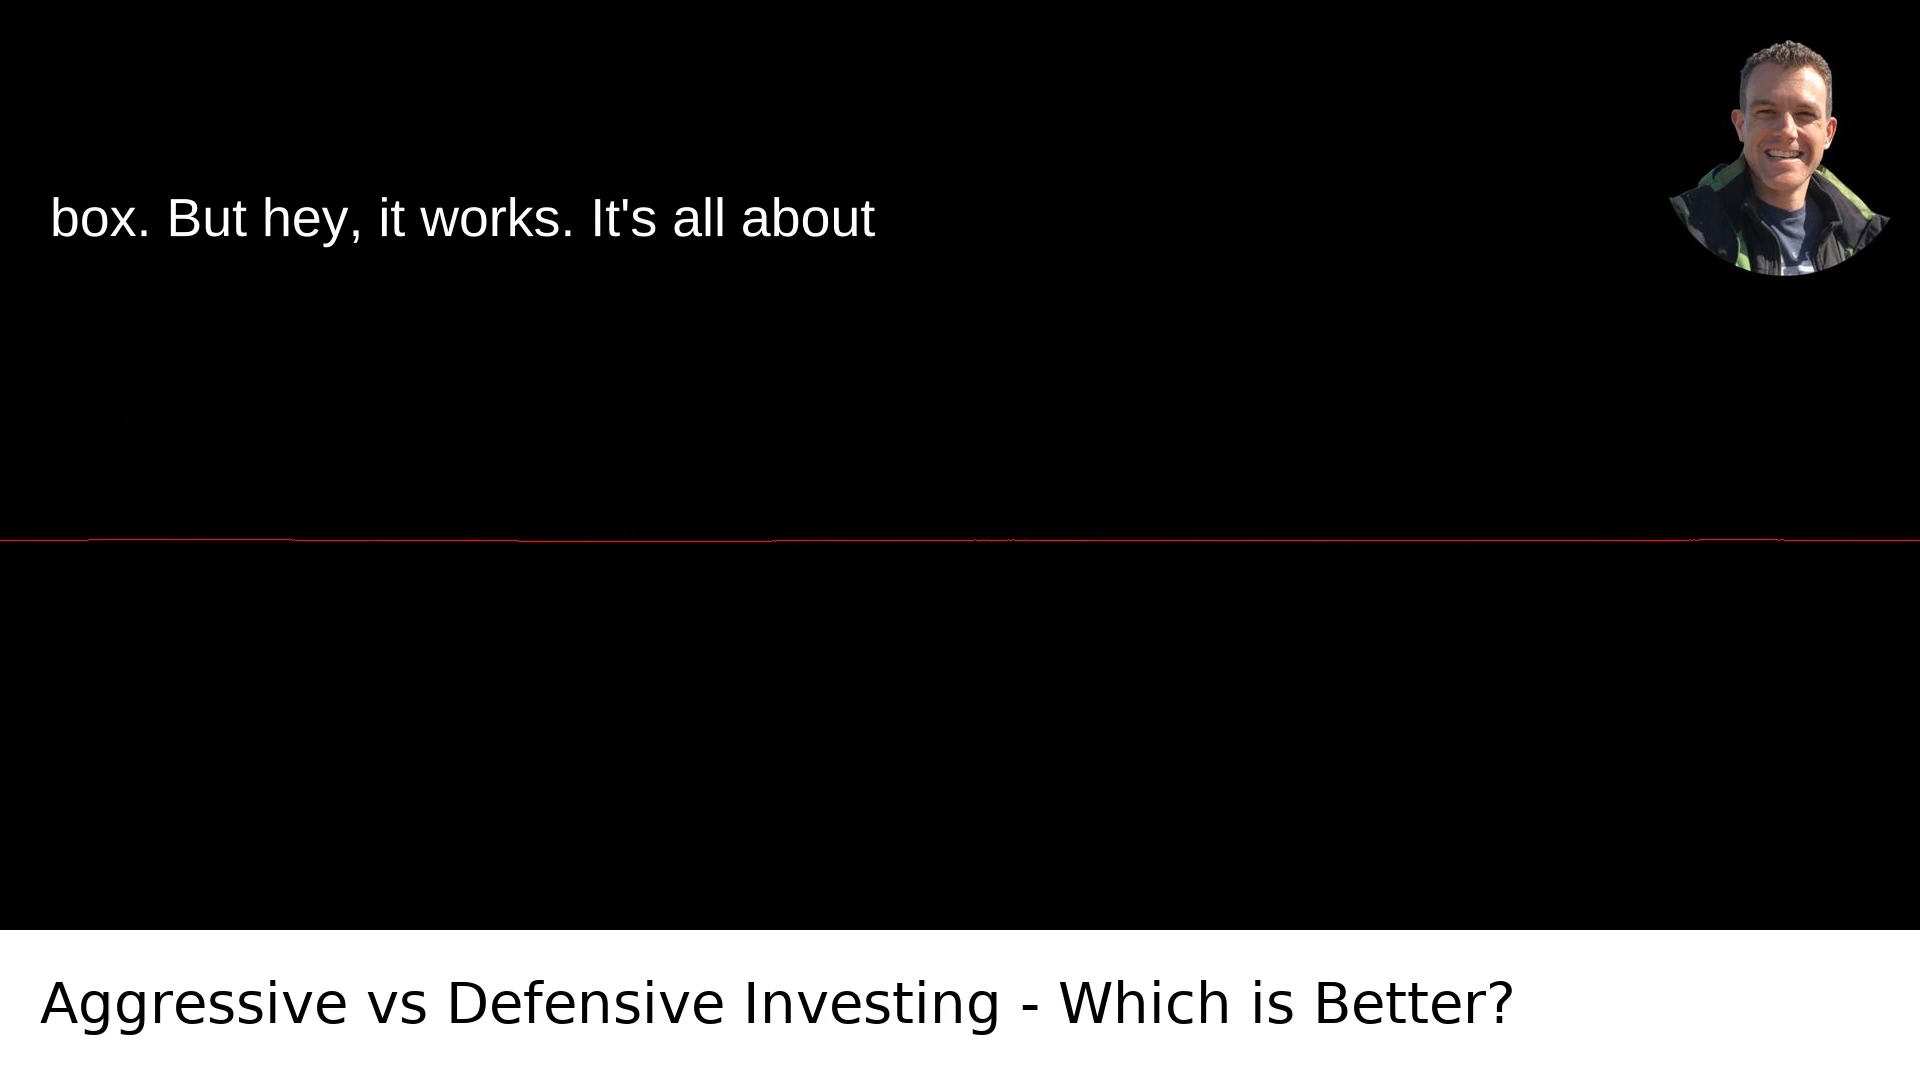 box. But hey, it works. It's all about
Aggressive vs Defensive Investing - Which is Better?